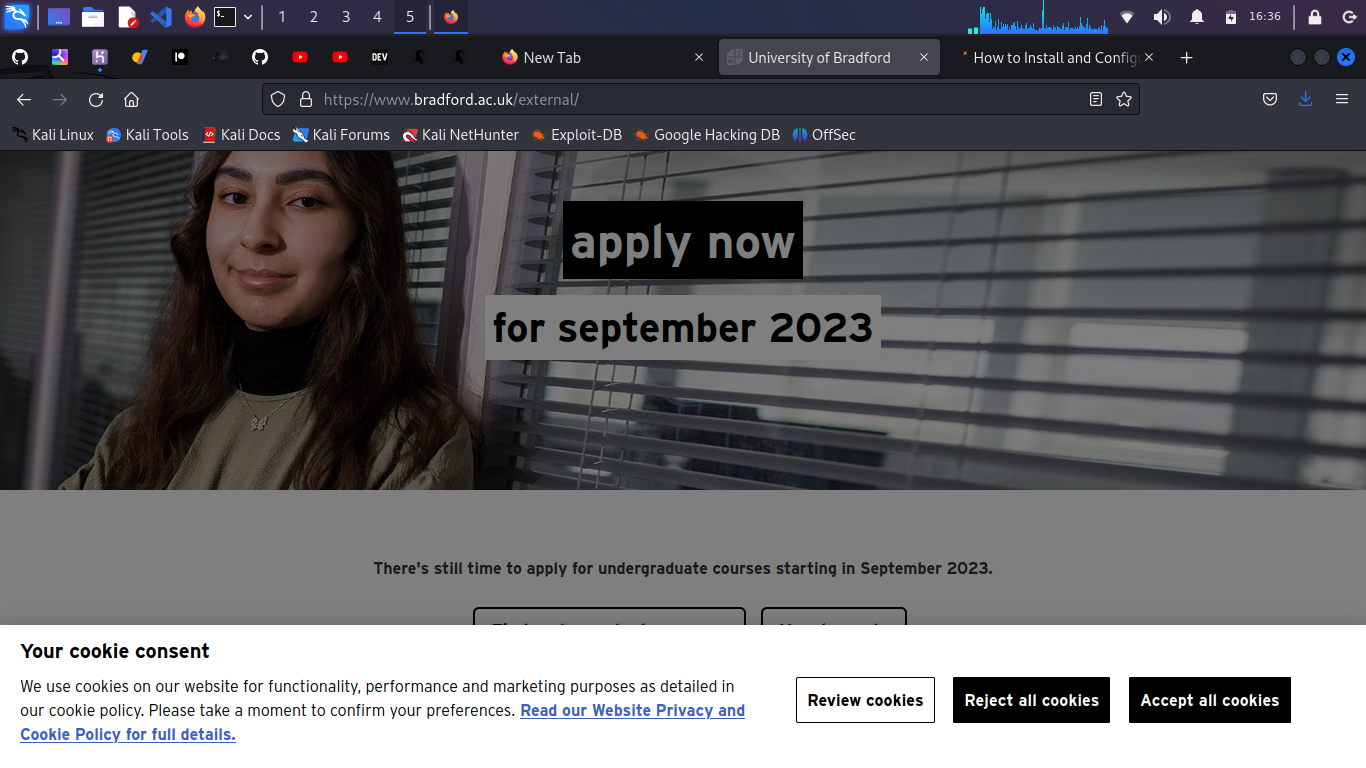 1 2 3 4 5
16:36
DEV
New Tab
University of Bradford
How to Install and Config
https://www.bradford.ac.uk/external/
Kali Linux
Kali Tools
Kali Docs
Kali Forums
Kali NetHunter
Exploit-DB
Google Hacking DB
OffSec
apply now
for september 2023
There's still time to apply for undergraduate courses starting in September 2023.
Your cookie consent
We use cookies on our website for functionality, performance and marketing purposes as detailed in
our cookie policy. Please take a moment to confirm your preferences. Read our Website Privacy and
Cookie Policy for full details.
Review cookies
Reject all cookies
Accept all cookies